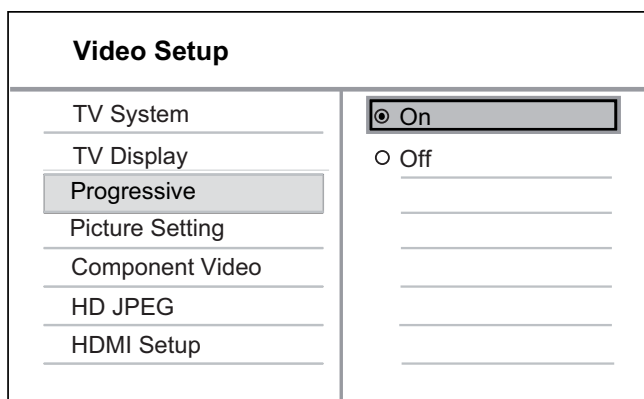 Video Setup
TV System
TV Display
Progressive
Picture Setting
Component Video
HD JPEG
HDMI Setup
On
Off